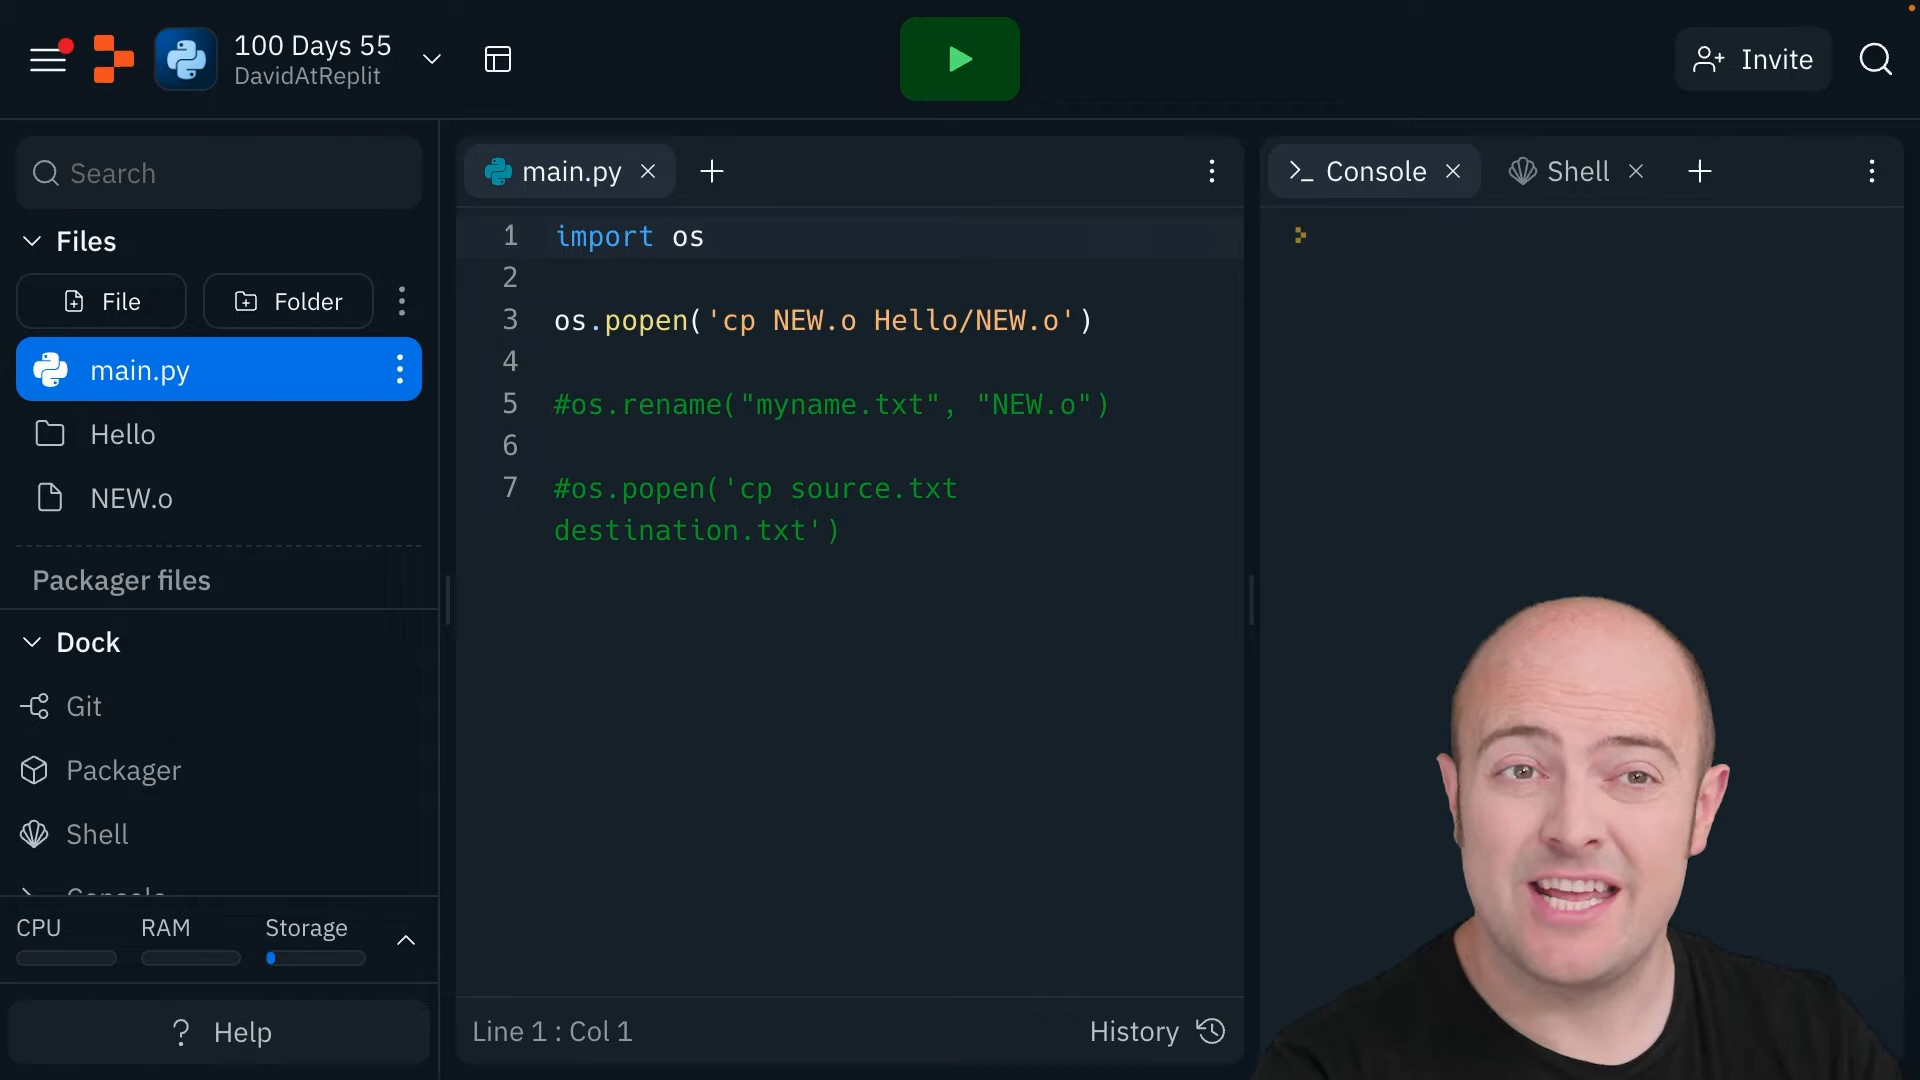 100 Days 55
DavidAtReplit
Invite
Search
Files
File
Folder
main.py
Hello
NEW.o
Packager files
Dock
Git
Packager
Shell
Console
CPU
RAM
Storage
Help
main.py
1 import os
2
3 os.popen('cp NEW.o Hello/NEW.o')
4
5 #os.rename("myname.txt", "NEW.o")
6
7 #os.popen('cp source.txt
destination.txt')
Line 1 : Col 1
History
Console
Shell